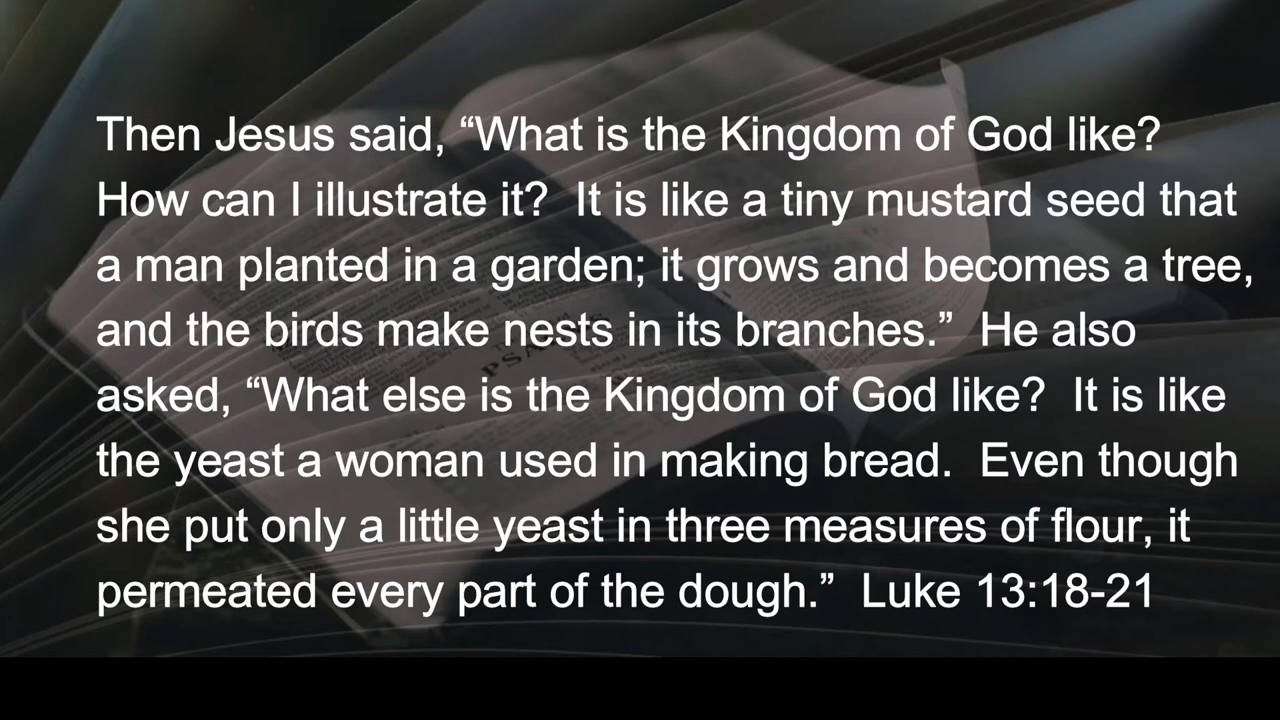 Then Jesus said, “What is the Kingdom of God like?
How can I illustrate it?  It is like a tiny mustard seed that
a man planted in a garden; it grows and becomes a tree,
and the birds make nests in its branches.”  He also
asked, “What else is the Kingdom of God like?  It is like
the yeast a woman used in making bread.  Even though
she put only a little yeast in three measures of flour, it
permeated every part of the dough.”  Luke 13:18-21
PSALMS